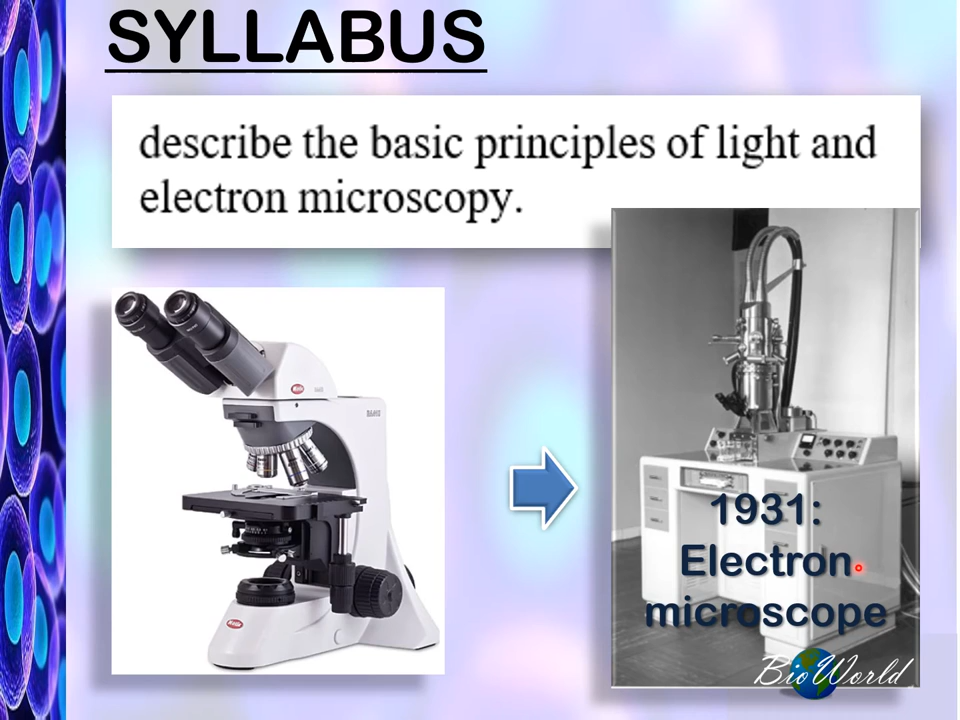 SYLLABUS
describe the basic principles of light and
electron microscopy.
1931:
Electron
microscope
BioWorld